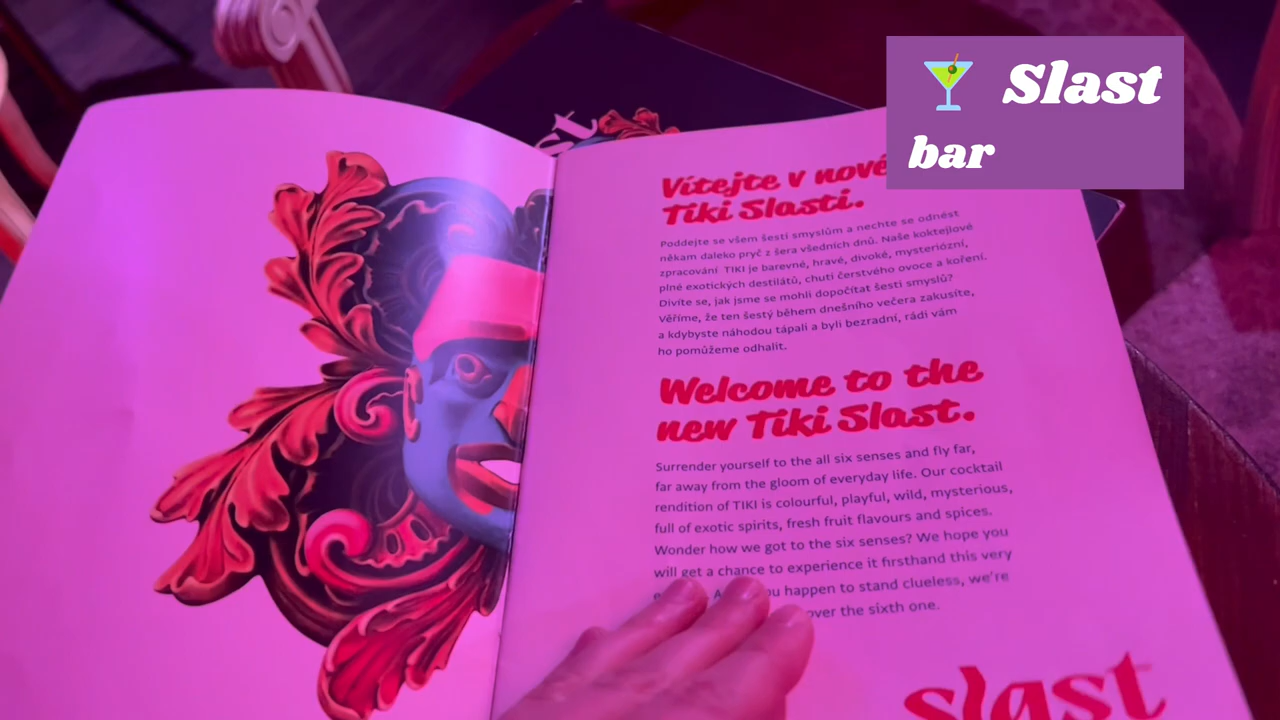 Slast
bar
st
Vítejte v nové
Tiki Slasti.
Poddejte se všem šesti smyslům a nechte se odnést
někam daleko pryč z šera všedních dnů. Naše koktejlové
zpracování TIKI je barevné, hravé, divoké, mysteriózní,
plné exotických destilátů, chutí čerstvého ovoce a koření.
Divíte se, jak jsme se mohli dopočítat šesti smyslů?
Věříme, že ten šestý během dnešního večera zakusíte,
a kdybyste náhodou tápali a byli bezradní, rádi vám
ho pomůžeme odhalit.
Welcome to the
new Tiki Slast.
Surrender yourself to the all six senses and fly far,
far away from the gloom of everyday life. Our cocktail
rendition of TIKI is colourful, playful, wild, mysterious,
full of exotic spirits, fresh fruit flavours and spices.
Wonder how we got to the six senses? We hope you
will get a chance to experience it firsthand this very
happen to stand clueless, we're
over the sixth one.
slast